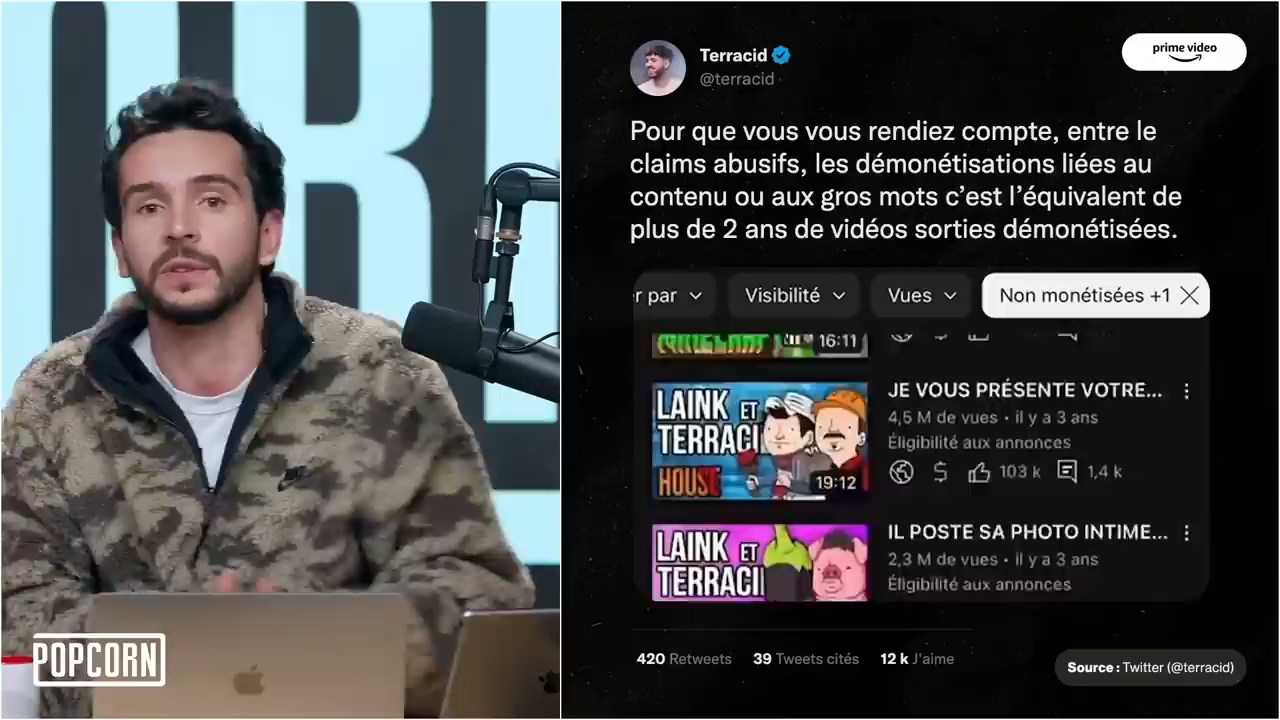 Terracid
@terracid
prime video
Pour que vous vous rendiez compte, entre le
claims abusifs, les démonétisations liées au
contenu ou aux gros mots c’est l’équivalent de
plus de 2 ans de vidéos sorties démonétisées.
r par
Visibilité
Vues
Non monétisées +1
16:11
LAINK ET
TERRACI
HOUSE
19:12
JE VOUS PRÉSENTE VOTRE...
4,5 M de vues • il y a 3 ans
Éligibilité aux annonces
103 k
1,4 k
LAINK ET
TERRACI
IL POSTE SA PHOTO INTIME...
2,3 M de vues • il y a 3 ans
Éligibilité aux annonces
420 Retweets
39 Tweets cités
12 k J’aime
Source : Twitter (@terracid)
POPCORN